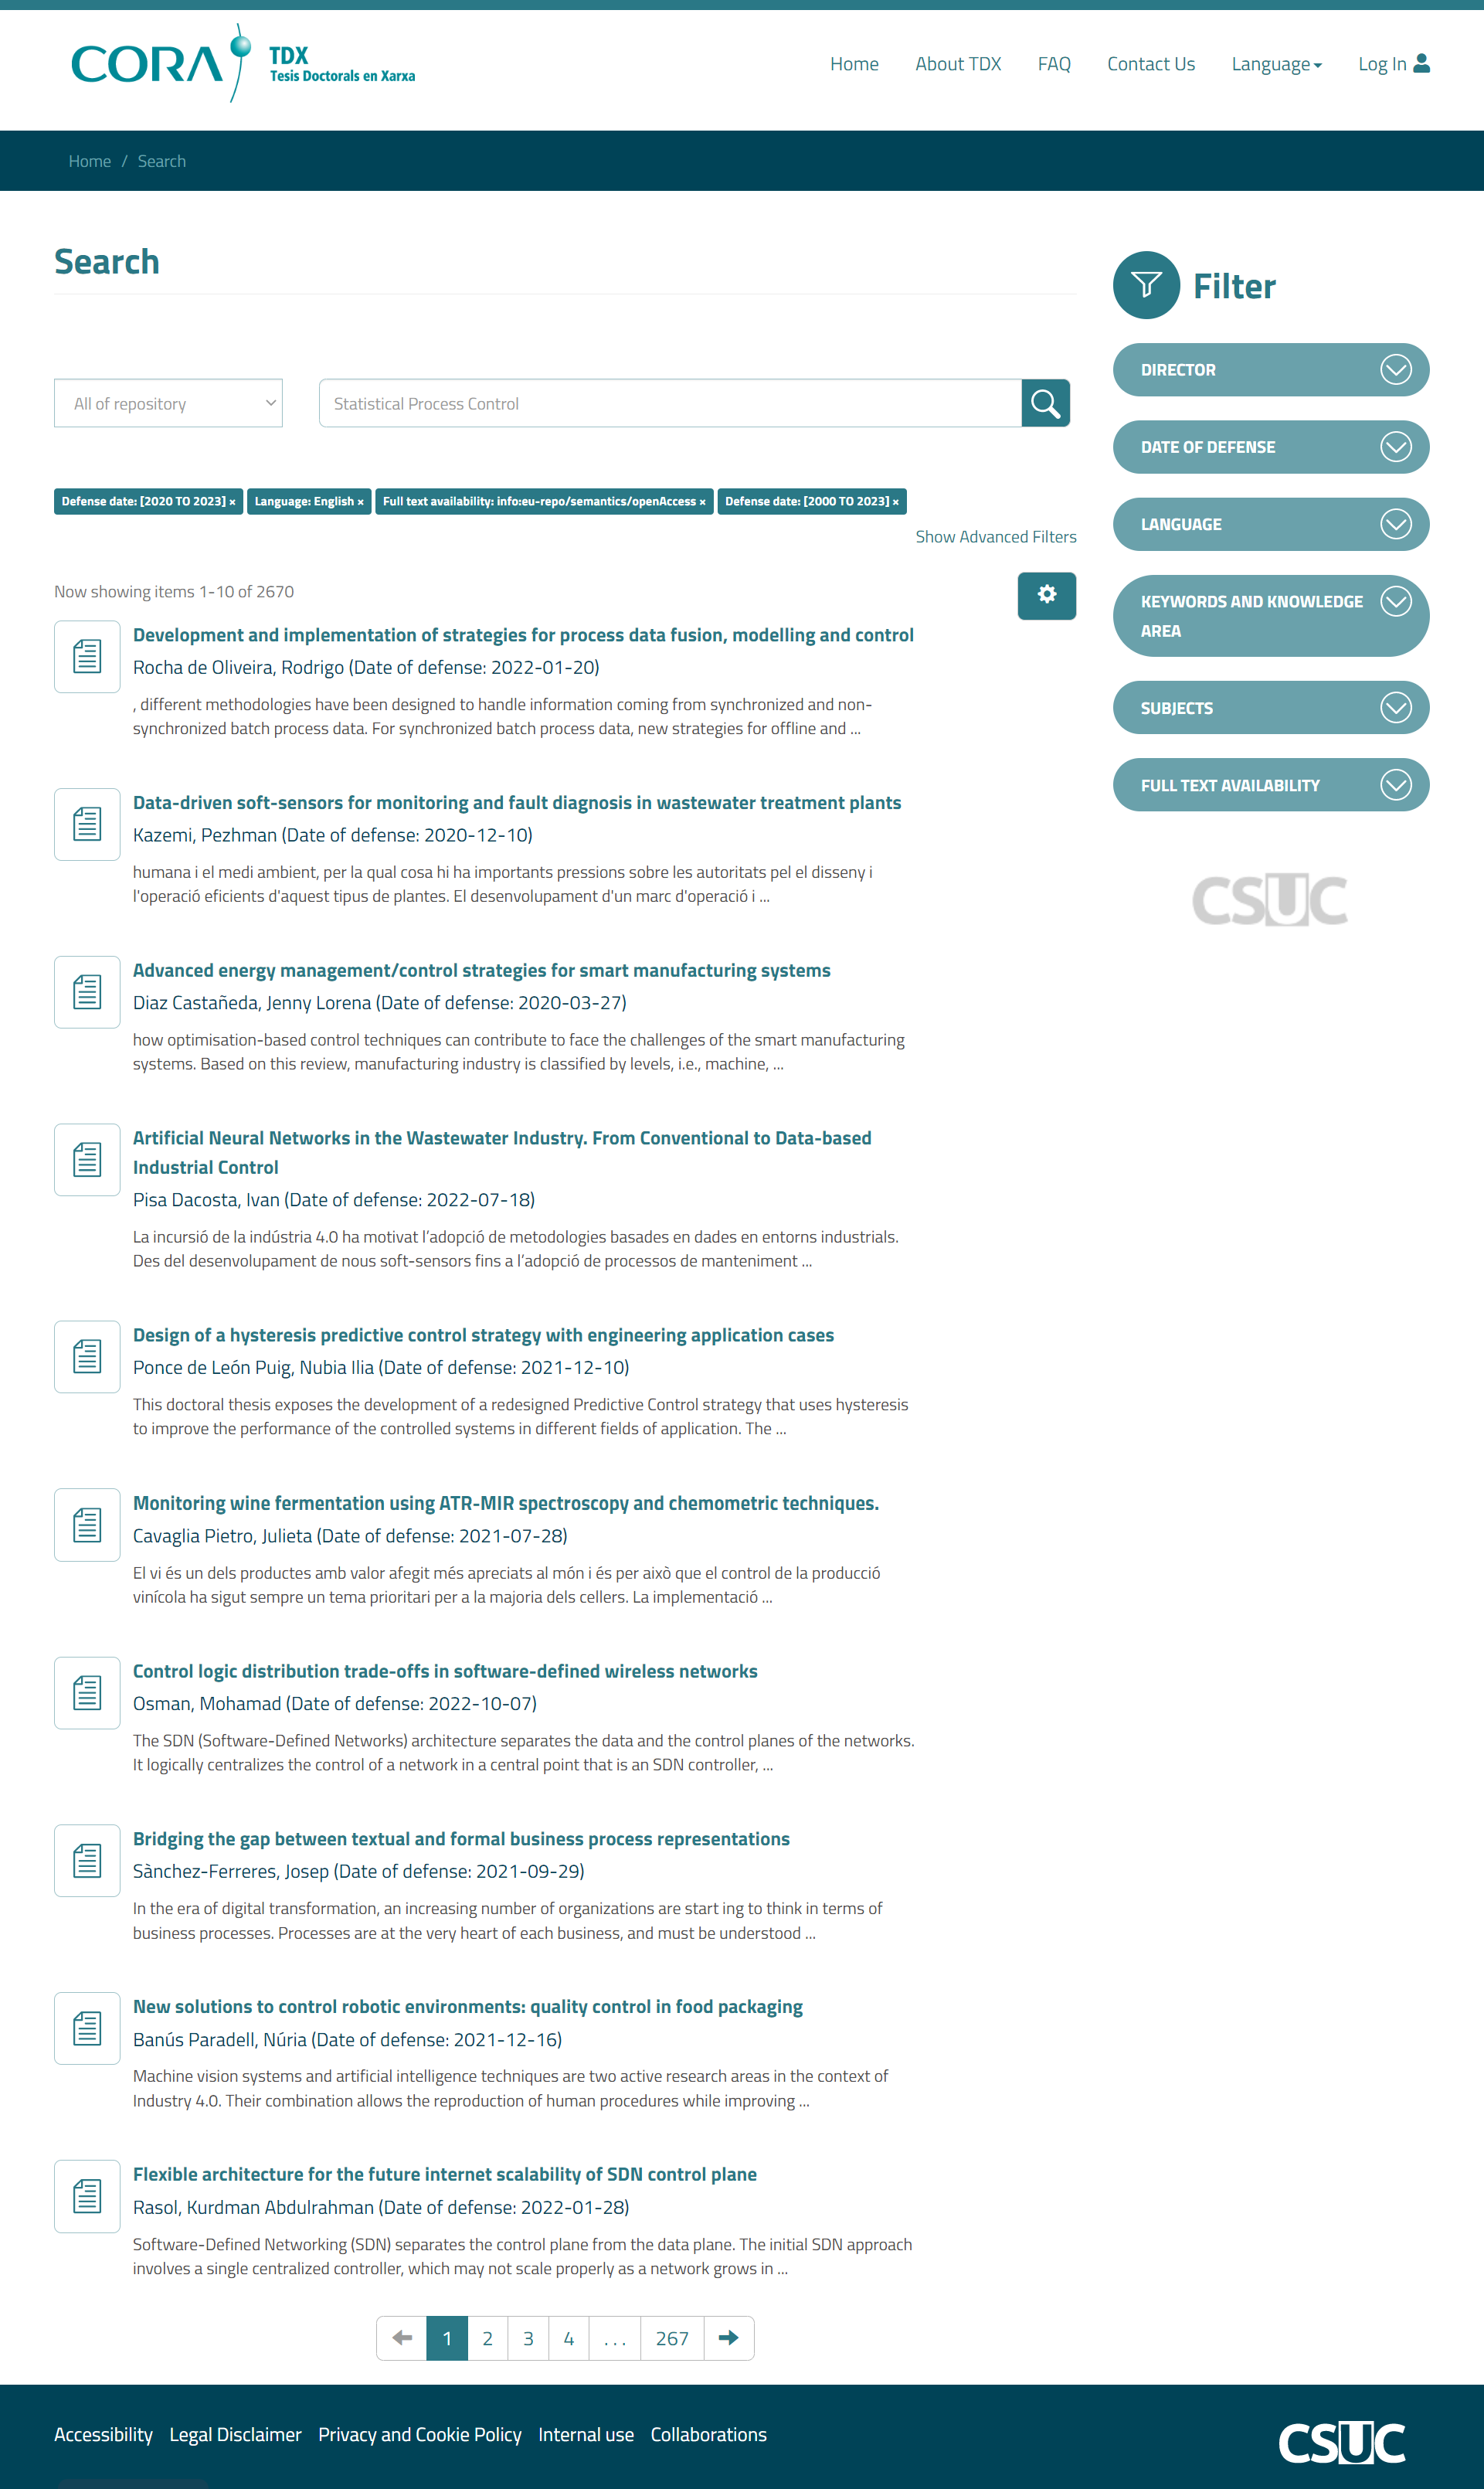 CORA
TDX
Tesis Doctorals en Xarxa
Home
About TDX
FAQ
Contact Us
Language
Log In
Home / Search
Search
All of repository
Statistical Process Control
Defense date: [2020 TO 2023] × Language: English × Full text availability: info:eu-repo/semantics/openAccess × Defense date: [2000 TO 2023] ×
Show Advanced Filters
Now showing items 1-10 of 2670
Development and implementation of strategies for process data fusion, modelling and control
Rocha de Oliveira, Rodrigo (Date of defense: 2022-01-20)
, different methodologies have been designed to handle information coming from synchronized and non-
synchronized batch process data. For synchronized batch process data, new strategies for offline and ...
Data-driven soft-sensors for monitoring and fault diagnosis in wastewater treatment plants
Kazemi, Pezhman (Date of defense: 2020-12-10)
humana i el medi ambient, per la qual cosa hi ha importants pressions sobre les autoritats pel el disseny i
l'operació eficients d'aquest tipus de plantes. El desenvolupament d'un marc d'operació i ...
Advanced energy management/control strategies for smart manufacturing systems
Diaz Castañeda, Jenny Lorena (Date of defense: 2020-03-27)
how optimisation-based control techniques can contribute to face the challenges of the smart manufacturing
systems. Based on this review, manufacturing industry is classified by levels, i.e., machine, ...
Artificial Neural Networks in the Wastewater Industry. From Conventional to Data-based
Industrial Control
Pisa Dacosta, Ivan (Date of defense: 2022-07-18)
La incursió de la indústria 4.0 ha motivat l’adopció de metodologies basades en dades en entorns industrials.
Des del desenvolupament de nous soft-sensors fins a l’adopció de processos de manteniment ...
Design of a hysteresis predictive control strategy with engineering application cases
Ponce de León Puig, Nubia Ilia (Date of defense: 2021-12-10)
This doctoral thesis exposes the development of a redesigned Predictive Control strategy that uses hysteresis
to improve the performance of the controlled systems in different fields of application. The ...
Monitoring wine fermentation using ATR-MIR spectroscopy and chemometric techniques.
Cavaglia Pietro, Julieta (Date of defense: 2021-07-28)
El vi és un dels productes amb valor afegit més apreciats al món i és per això que el control de la producció
vinícola ha sigut sempre un tema prioritari per a la majoria dels cellers. La implementació ...
Control logic distribution trade-offs in software-defined wireless networks
Osman, Mohamad (Date of defense: 2022-10-07)
The SDN (Software-Defined Networks) architecture separates the data and the control planes of the networks.
It logically centralizes the control of a network in a central point that is an SDN controller, ...
Bridging the gap between textual and formal business process representations
Sànchez-Ferreres, Josep (Date of defense: 2021-09-29)
In the era of digital transformation, an increasing number of organizations are start ing to think in terms of
business processes. Processes are at the very heart of each business, and must be understood ...
New solutions to control robotic environments: quality control in food packaging
Banús Paradell, Núria (Date of defense: 2021-12-16)
Machine vision systems and artificial intelligence techniques are two active research areas in the context of
Industry 4.0. Their combination allows the reproduction of human procedures while improving ...
Flexible architecture for the future internet scalability of SDN control plane
Rasol, Kurdman Abdulrahman (Date of defense: 2022-01-28)
Software-Defined Networking (SDN) separates the control plane from the data plane. The initial SDN approach
involves a single centralized controller, which may not scale properly as a network grows in ...
1 2 3 4 ... 267
Filter
DIRECTOR
DATE OF DEFENSE
LANGUAGE
KEYWORDS AND KNOWLEDGE
AREA
SUBJECTS
FULL TEXT AVAILABILITY
CSUC
Accessibility Legal Disclaimer Privacy and Cookie Policy Internal use Collaborations
CSUC